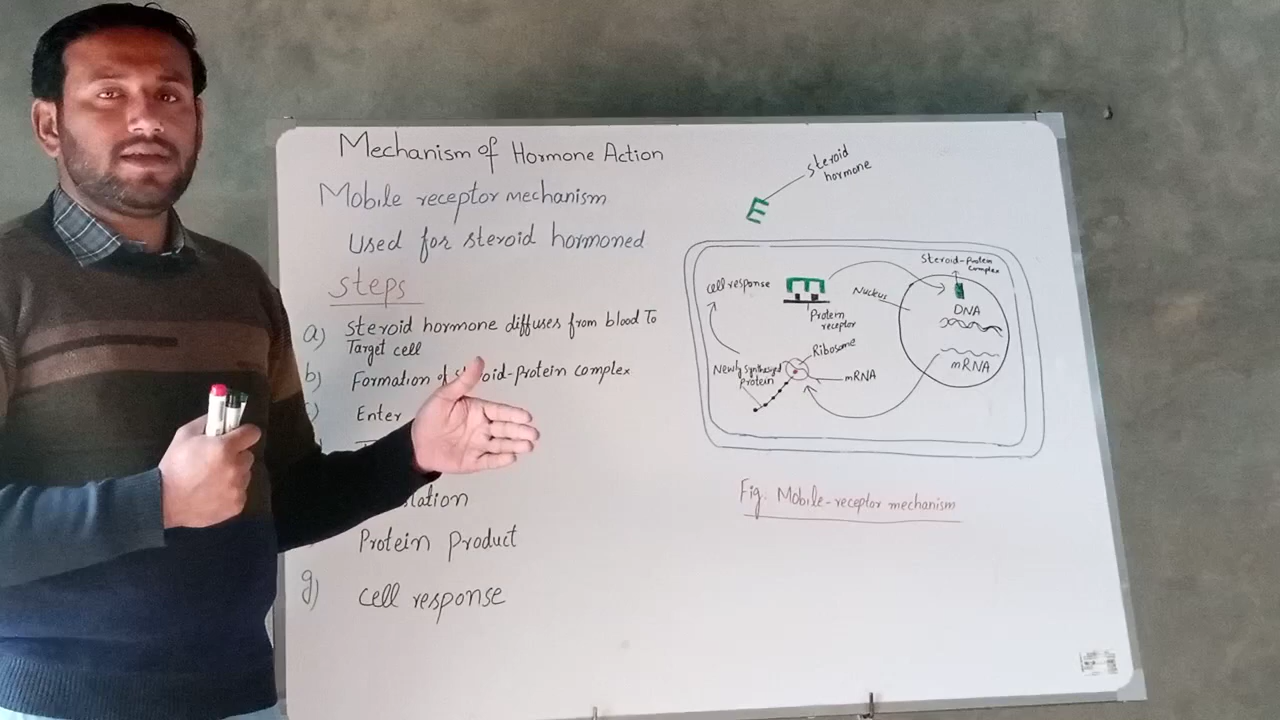 Mechanism of Hormone Action
Mobile receptor mechanism
Used for steroid hormoned
Steps
a) Steroid hormone diffuses from blood To
Target cell
b) Formation of steroid-protein complex
Enter
Protein product
g) cell response
steroid
hormone
Steroid-protein
complex
cell response
Nucleus
Protein
receptor
DNA
Ribosome
mRNA
Newly synthesized
protein
mRNA
Fig. Mobile-receptor mechanism